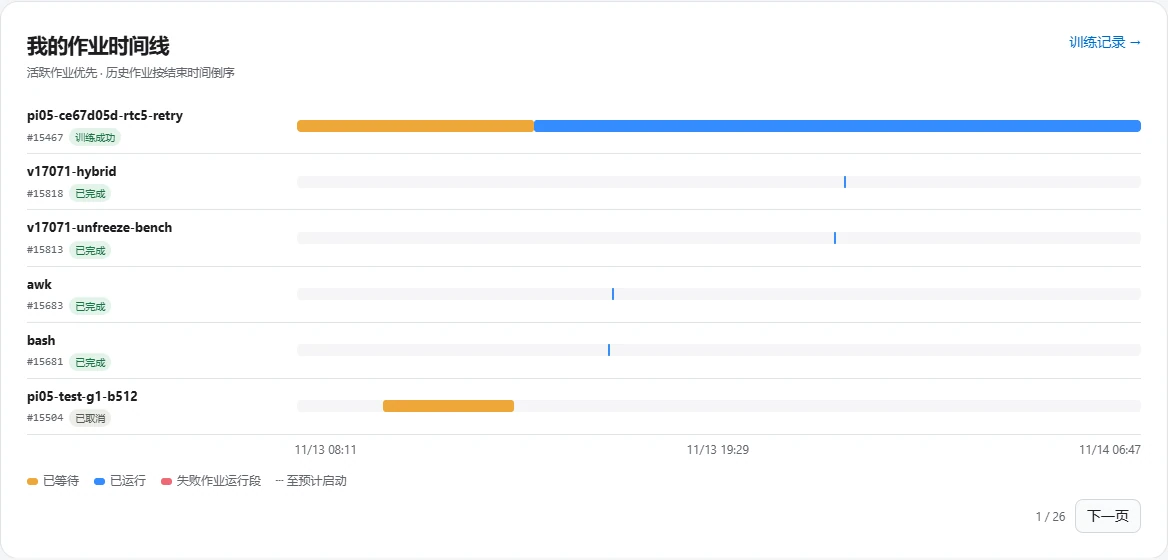 我的作业时间线
训练记录 →
活跃作业优先 · 历史作业按结束时间倒序
pi05-ce67d05d-rtc5-retry
#15467 训练成功
v17071-hybrid
#15818 已完成
v17071-unfreeze-bench
#15813 已完成
awk
#15683 已完成
bash
#15681 已完成
pi05-test-g1-b512
#15504 已取消
11/13 08:11 11/13 19:29 11/14 06:47
已等待 已运行 失败作业运行段 ┄ 至预计启动
1 / 26 下一页